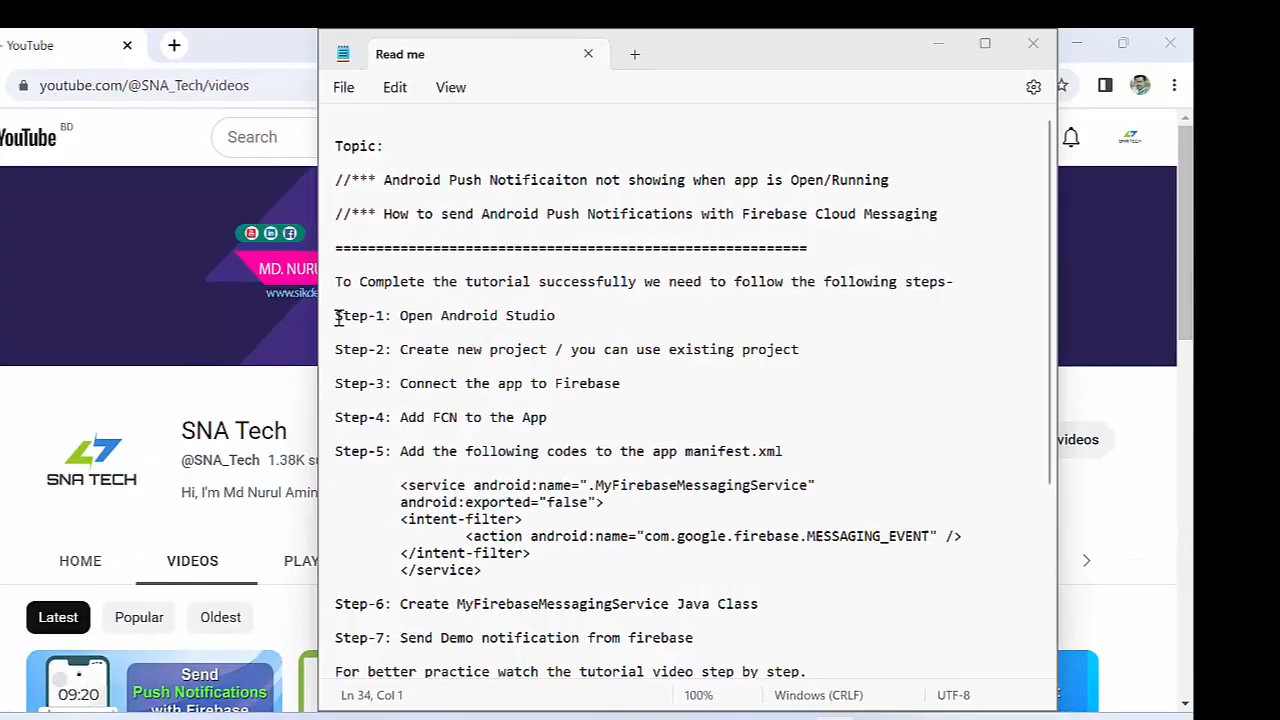 - YouTube
Read me
youtube.com/@SNA_Tech/videos
File Edit View
YouTube BD
Search
Topic:
//*** Android Push Notificaiton not showing when app is Open/Running
//*** How to send Android Push Notifications with Firebase Cloud Messaging
==========================================================
To Complete the tutorial successfully we need to follow the following steps-
Step-1: Open Android Studio
Step-2: Create new project / you can use existing project
Step-3: Connect the app to Firebase
Step-4: Add FCN to the App
Step-5: Add the following codes to the app manifest.xml
<service android:name=".MyFirebaseMessagingService"
android:exported="false">
<intent-filter>
<action android:name="com.google.firebase.MESSAGING_EVENT" />
</intent-filter>
</service>
Step-6: Create MyFirebaseMessagingService Java Class
Step-7: Send Demo notification from firebase
For better practice watch the tutorial video step by step.
Ln 34, Col 1 100% Windows (CRLF) UTF-8
MD. NURU
www.sikde
SNA TECH
SNA Tech
@SNA_Tech 1.38K su
Hi, I'm Md Nurul Amin
videos
HOME VIDEOS PLAY
Latest Popular Oldest
09:20
Send
Push Notifications
with Firebase